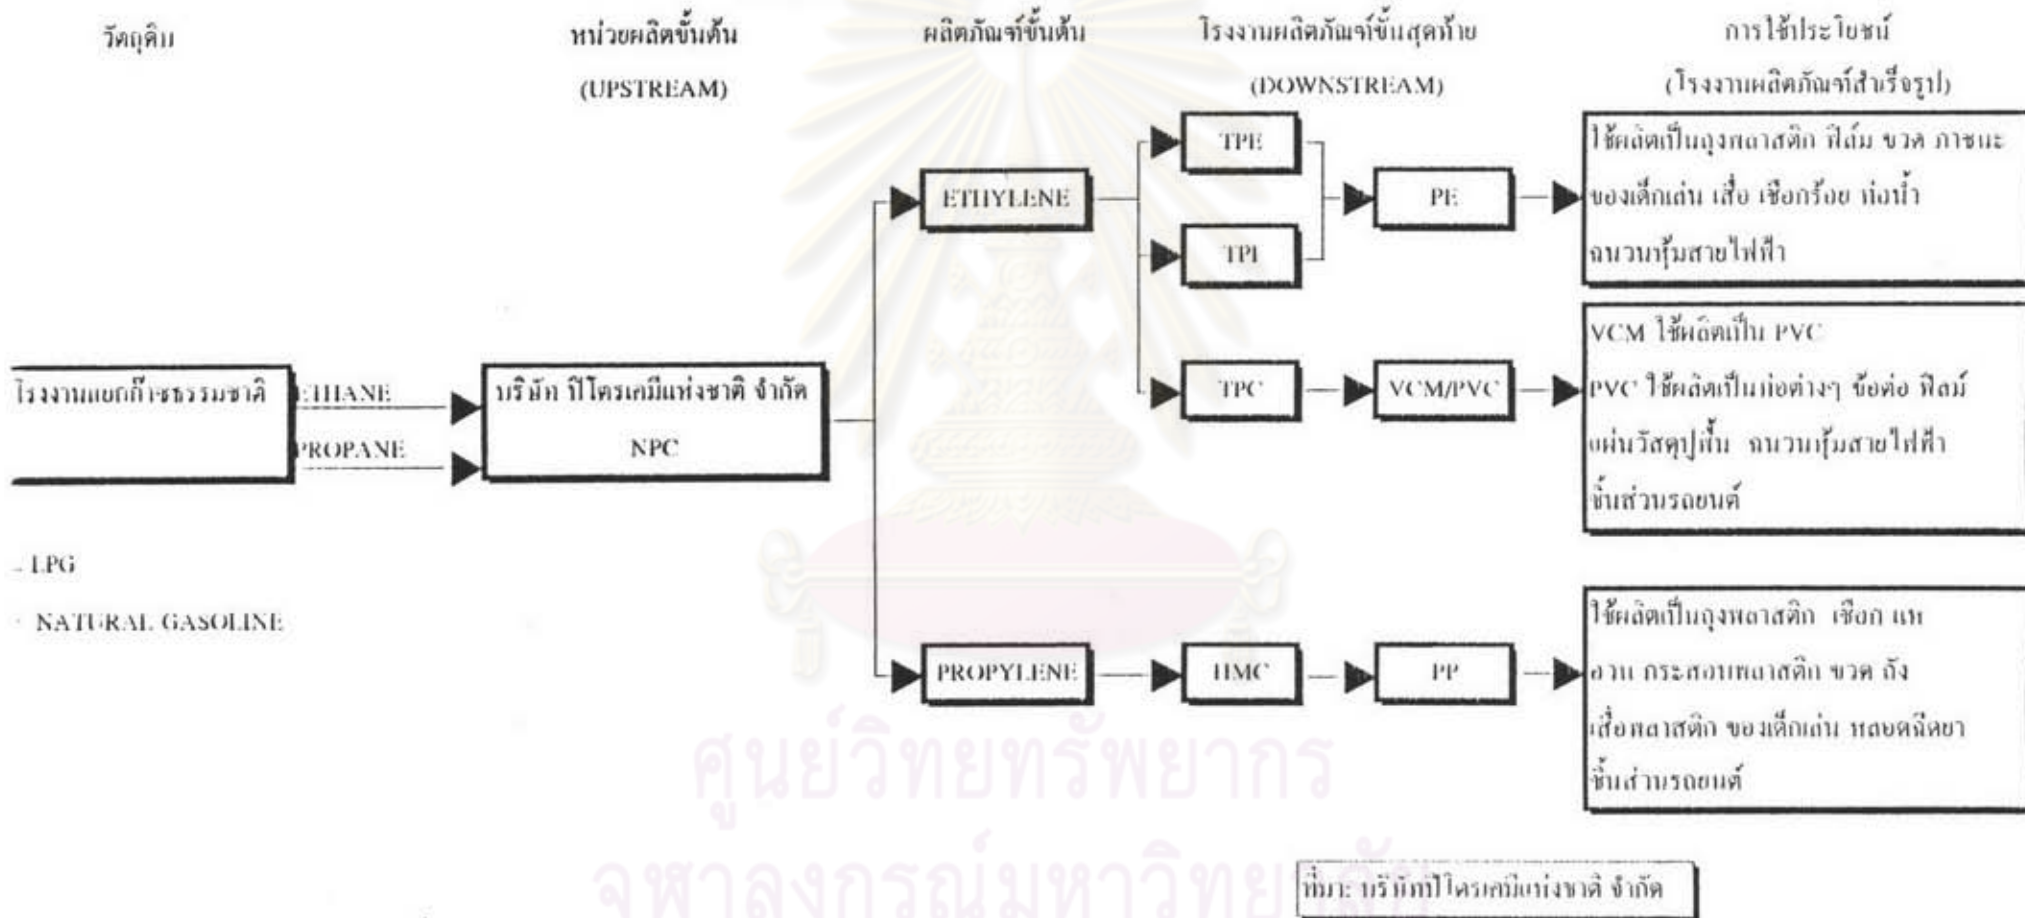 วัตถุดิบ
หน่วยผลิตขั้นต้น
(UPSTREAM)
ผลิตภัณฑ์ขั้นต้น
โรงงานผลิตภัณฑ์ขั้นสุดท้าย
(DOWNSTREAM)
การใช้ประโยชน์
(โรงงานผลิตภัณฑ์สำเร็จรูป)
โรงงานแยกก๊าซธรรมชาติ
ETHANE
PROPANE
- LPG
- NATURAL GASOLINE
บริษัท ปิโตรเคมีแห่งชาติ จำกัด
NPC
ETHYLENE
PROPYLENE
TPE
TPI
TPC
HMC
PE
VCM/PVC
PP
ใช้ผลิตเป็นถุงพลาสติก ฟิล์ม ขวด ภาชนะ
ของเด็กเล่น เสื่อ เชือกร้อย ท่อน้ำ
ฉนวนหุ้มสายไฟฟ้า
VCM ใช้ผลิตเป็น PVC
PVC ใช้ผลิตเป็นท่อต่างๆ ข้อต่อ ฟิลม์
แผ่นวัสดุปูพื้น ฉนวนหุ้มสายไฟฟ้า
ชิ้นส่วนรถยนต์
ใช้ผลิตเป็นถุงพลาสติก เชือก แห
อวน กระสอบพลาสติก ขวด ถัง
เสื่อพลาสติก ของเด็กเล่น หลอดฉีดยา
ชิ้นส่วนรถยนต์
ศูนย์วิทยทรัพยากร
จุฬาลงกรณ์มหาวิทยาลัย
ที่มา: บริษัทปิโตรเคมีแห่งชาติ จำกัด